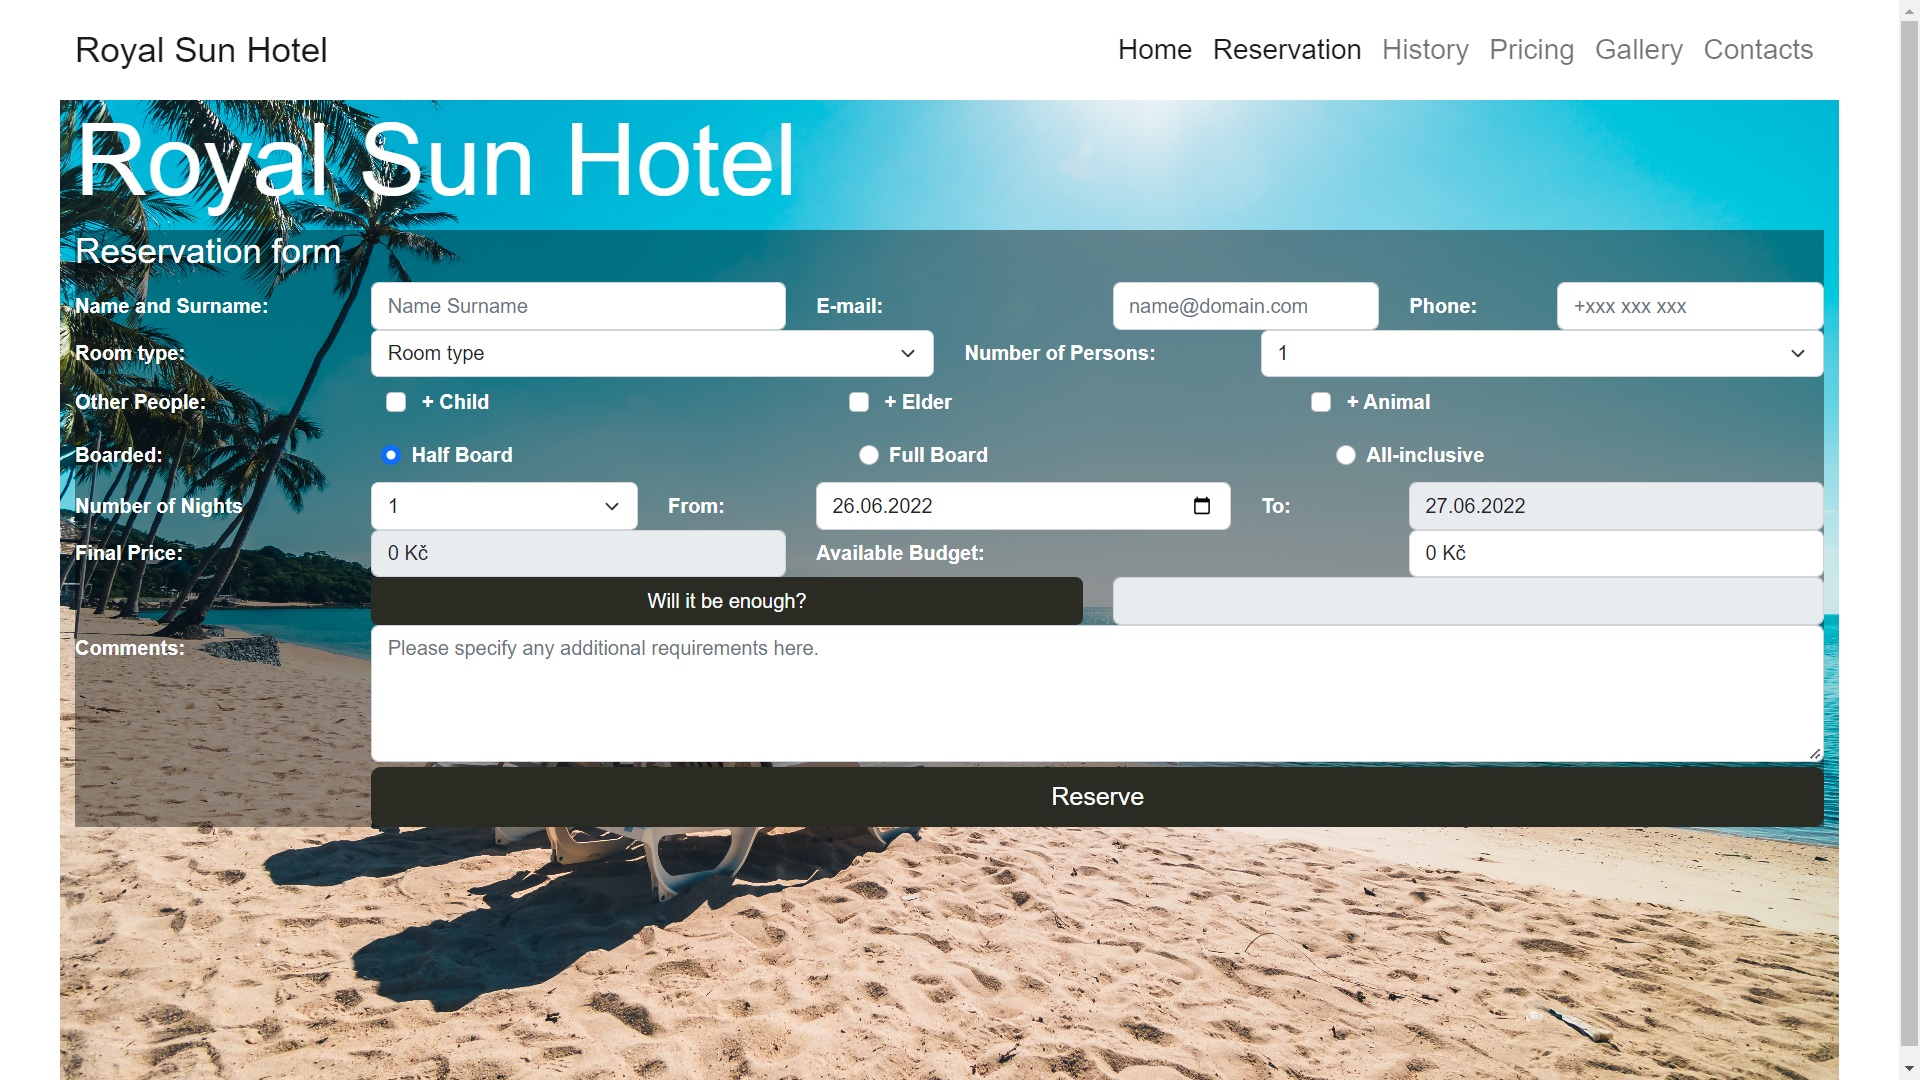 Royal Sun Hotel Home Reservation History Pricing Gallery Contacts
Royal Sun Hotel
Reservation form
Name and Surname: Name Surname E-mail: name@domain.com Phone: +xxx xxx xxx
Room type: Room type Number of Persons: 1
Other People: + Child + Elder + Animal
Boarded: Half Board Full Board All-inclusive
Number of Nights 1 From: 26.06.2022 To: 27.06.2022
Final Price: 0 Kč Available Budget: 0 Kč
Will it be enough?
Comments: Please specify any additional requirements here.
Reserve